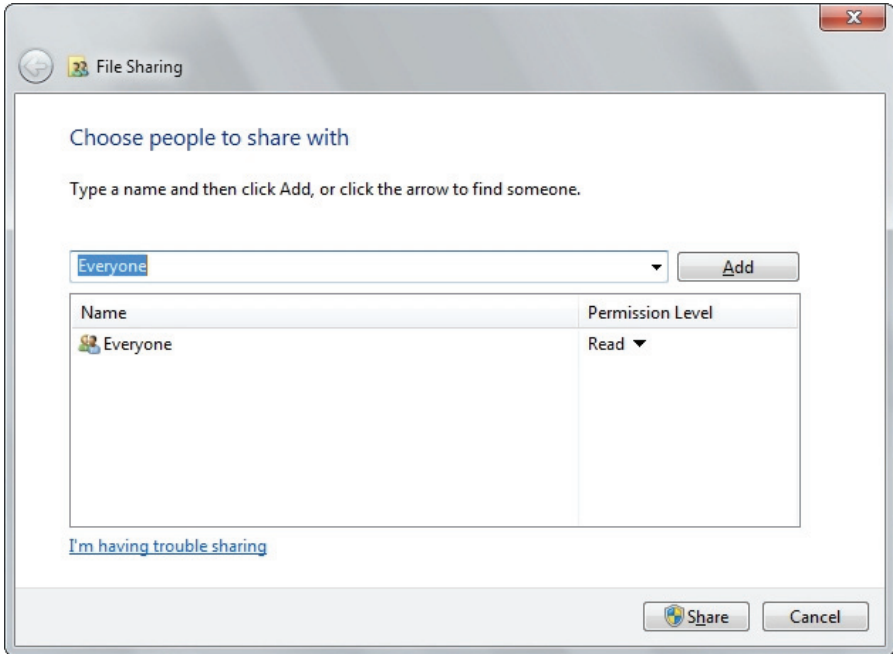 File Sharing
Choose people to share with
Type a name and then click Add, or click the arrow to find someone.
Everyone Add
Name Permission Level
Everyone Read
I'm having trouble sharing
Share Cancel